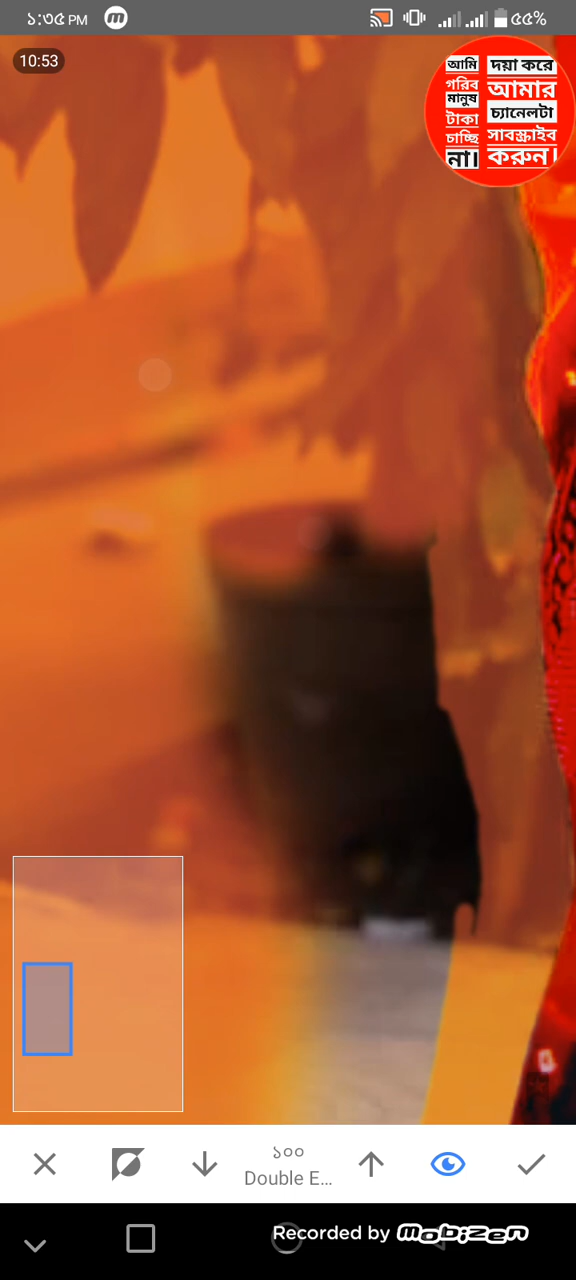 ১:৩৫ PM
৫৫%
10:53
আমি
গরিব
মানুষ
টাকা
চাচ্ছি
না।
দয়া করে
আমার
চ্যানেলটা
সাবস্ক্রাইব
করুন।
১০০
Double E...
Recorded by Mobizen